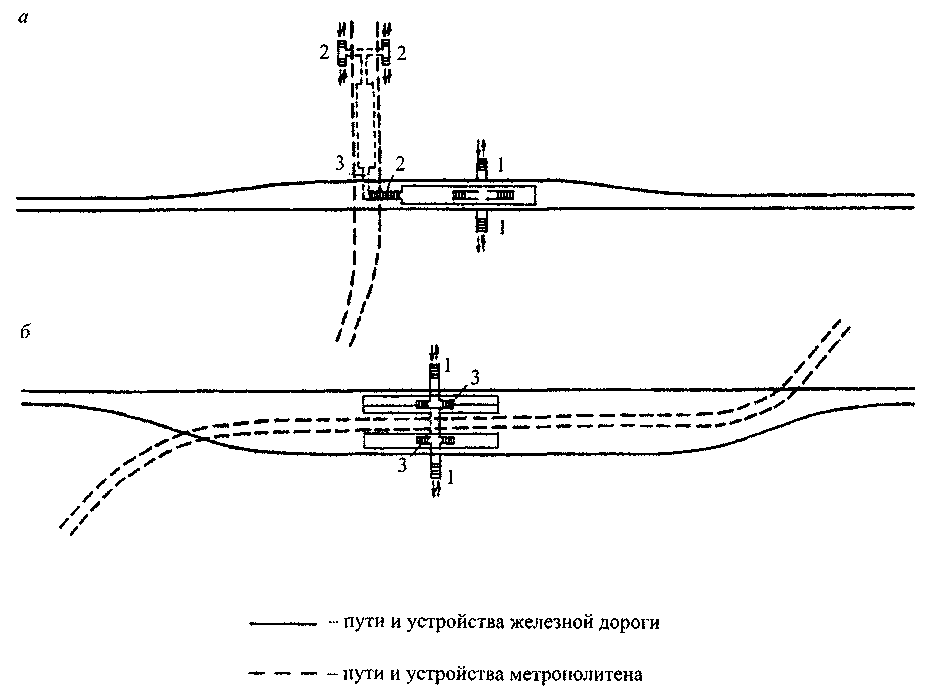 а
2 2
3 2 1
1
б
1
3
3
1
– пути и устройства железной дороги
– пути и устройства метрополитена